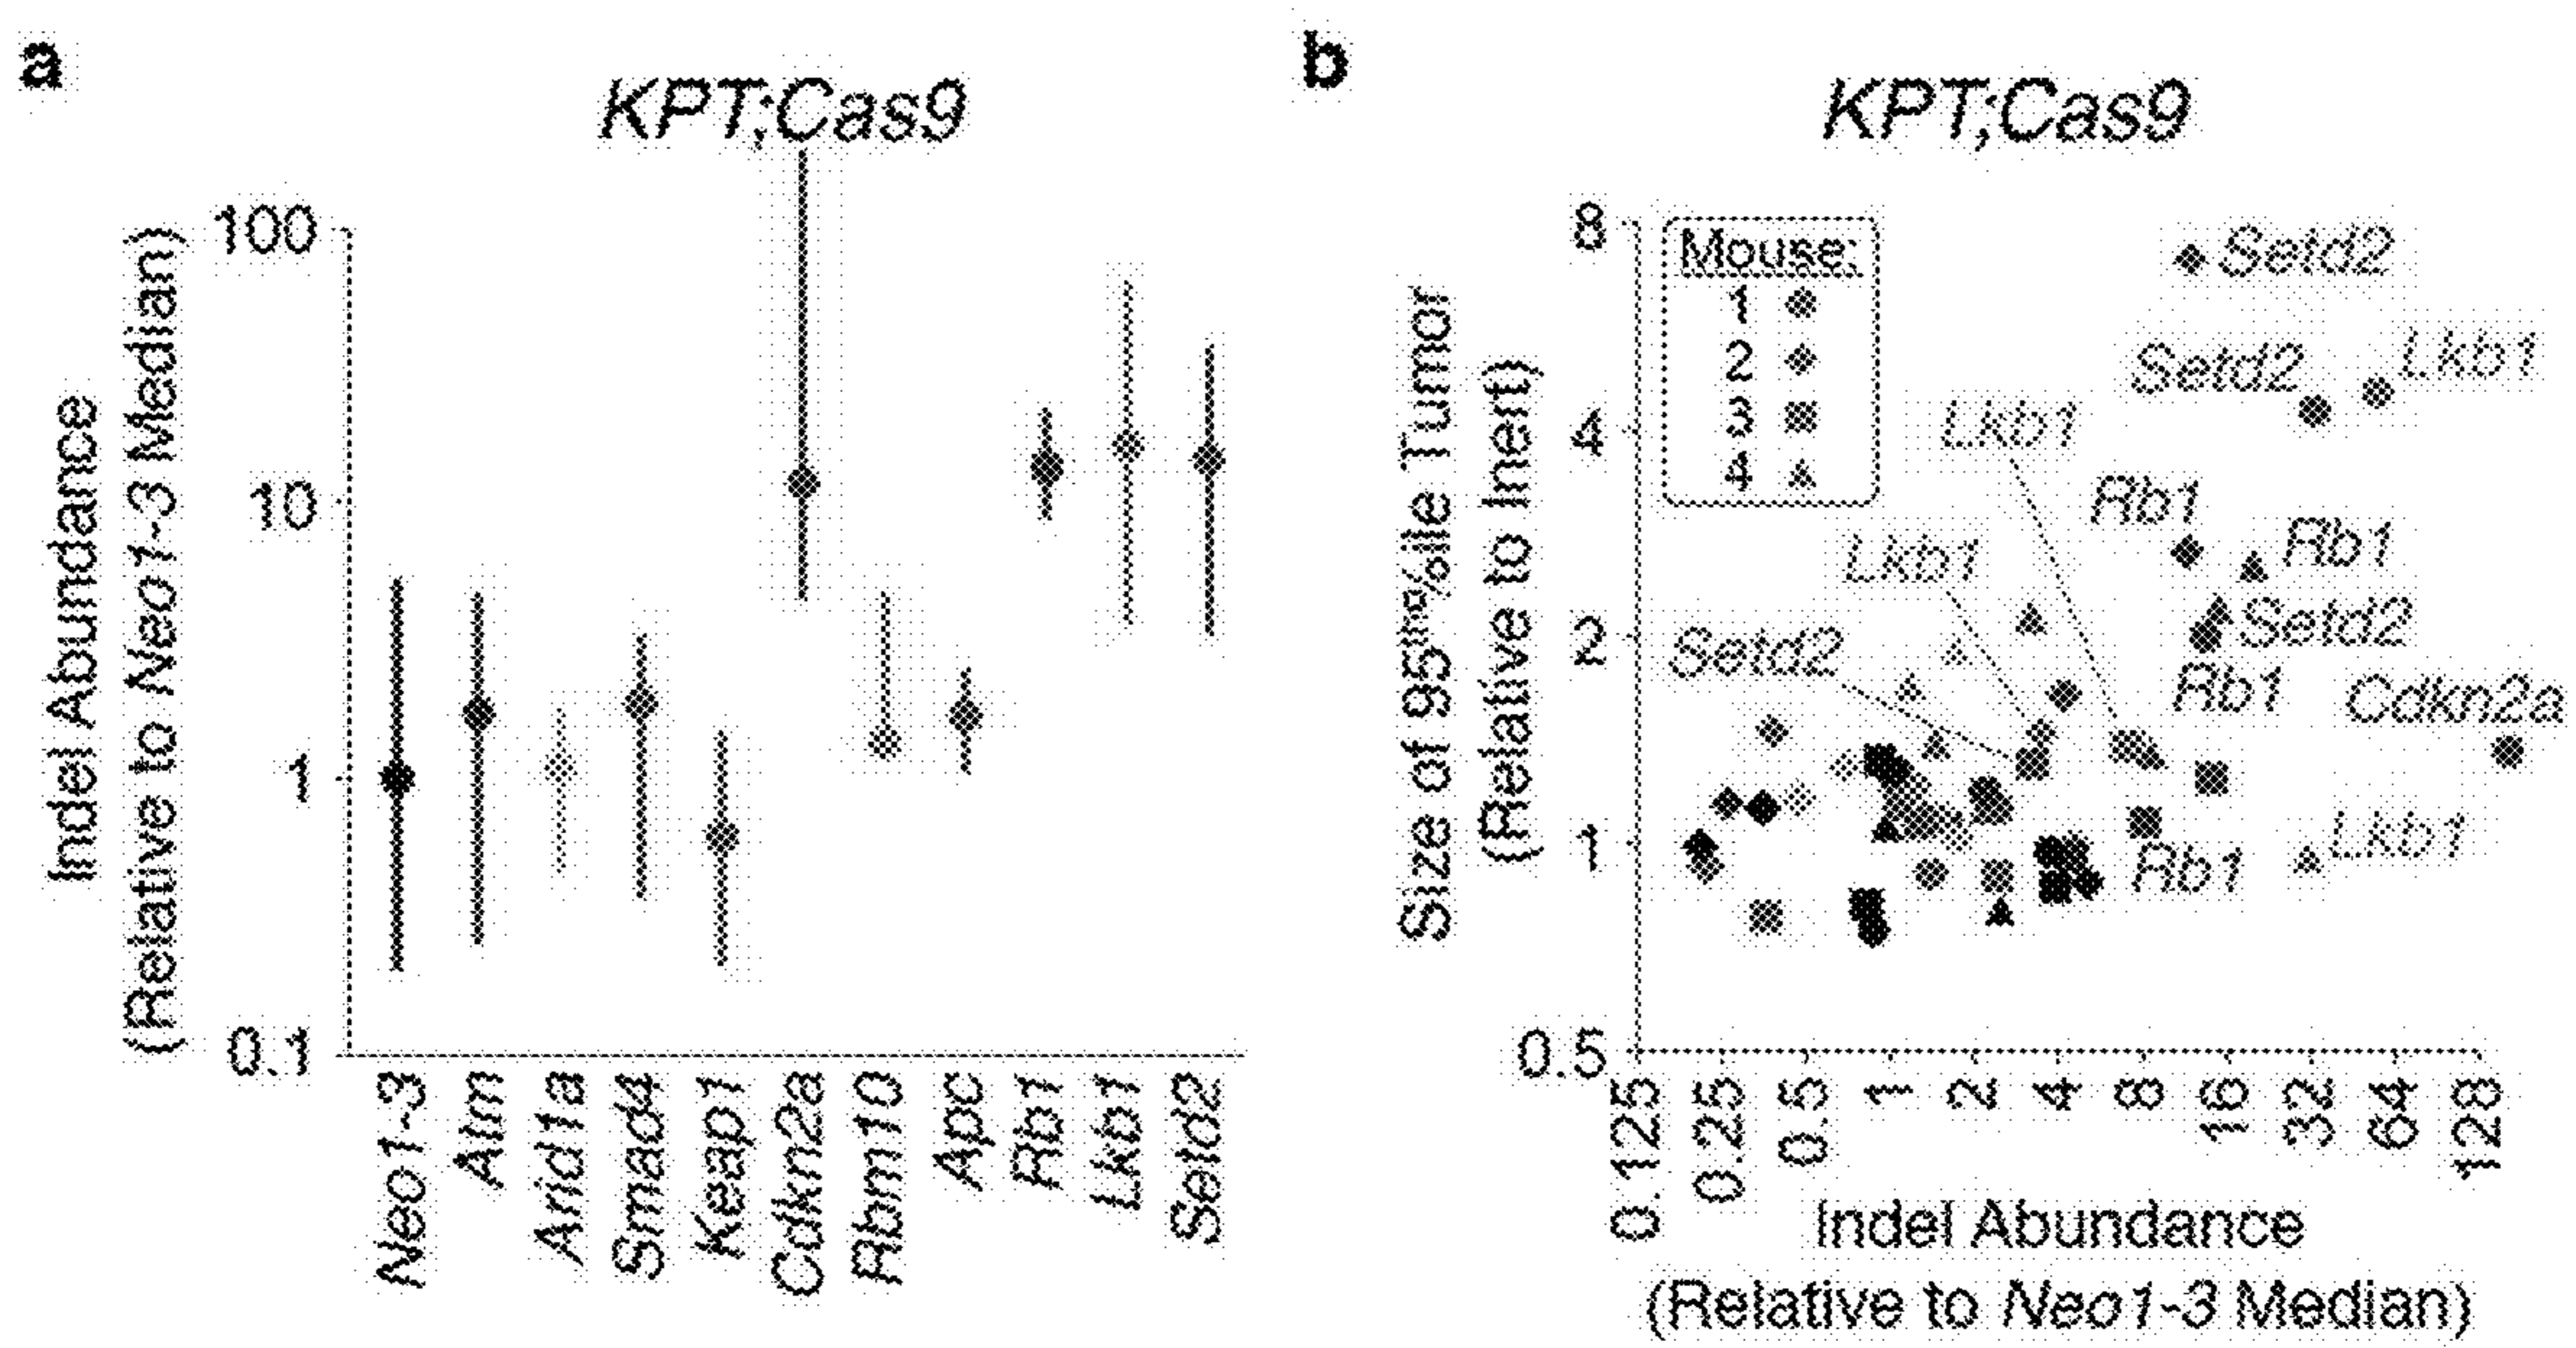 a
KPT;Cas9
Indel Abundance
(Relative to Neo1-3 Median)
100
10
1
0.1
Neo1-3
Atm
Arid1a
Smad4
Keap1
Cdkn2a
Rbm10
Apc
Rb1
Lkb1
Setd2
b
KPT;Cas9
Size of 95th%ile Tumor
(Relative to Inert)
8
4
2
1
0.5
Mouse:
1
2
3
4
Setd2
Lkb1
Setd2
Lkb1
Rb1
Rb1
Lkb1
Setd2
Setd2
Rb1
Cdkn2a
Lkb1
Rb1
0.125
0.25
0.5
1
2
4
8
16
32
64
128
Indel Abundance
(Relative to Neo1-3 Median)